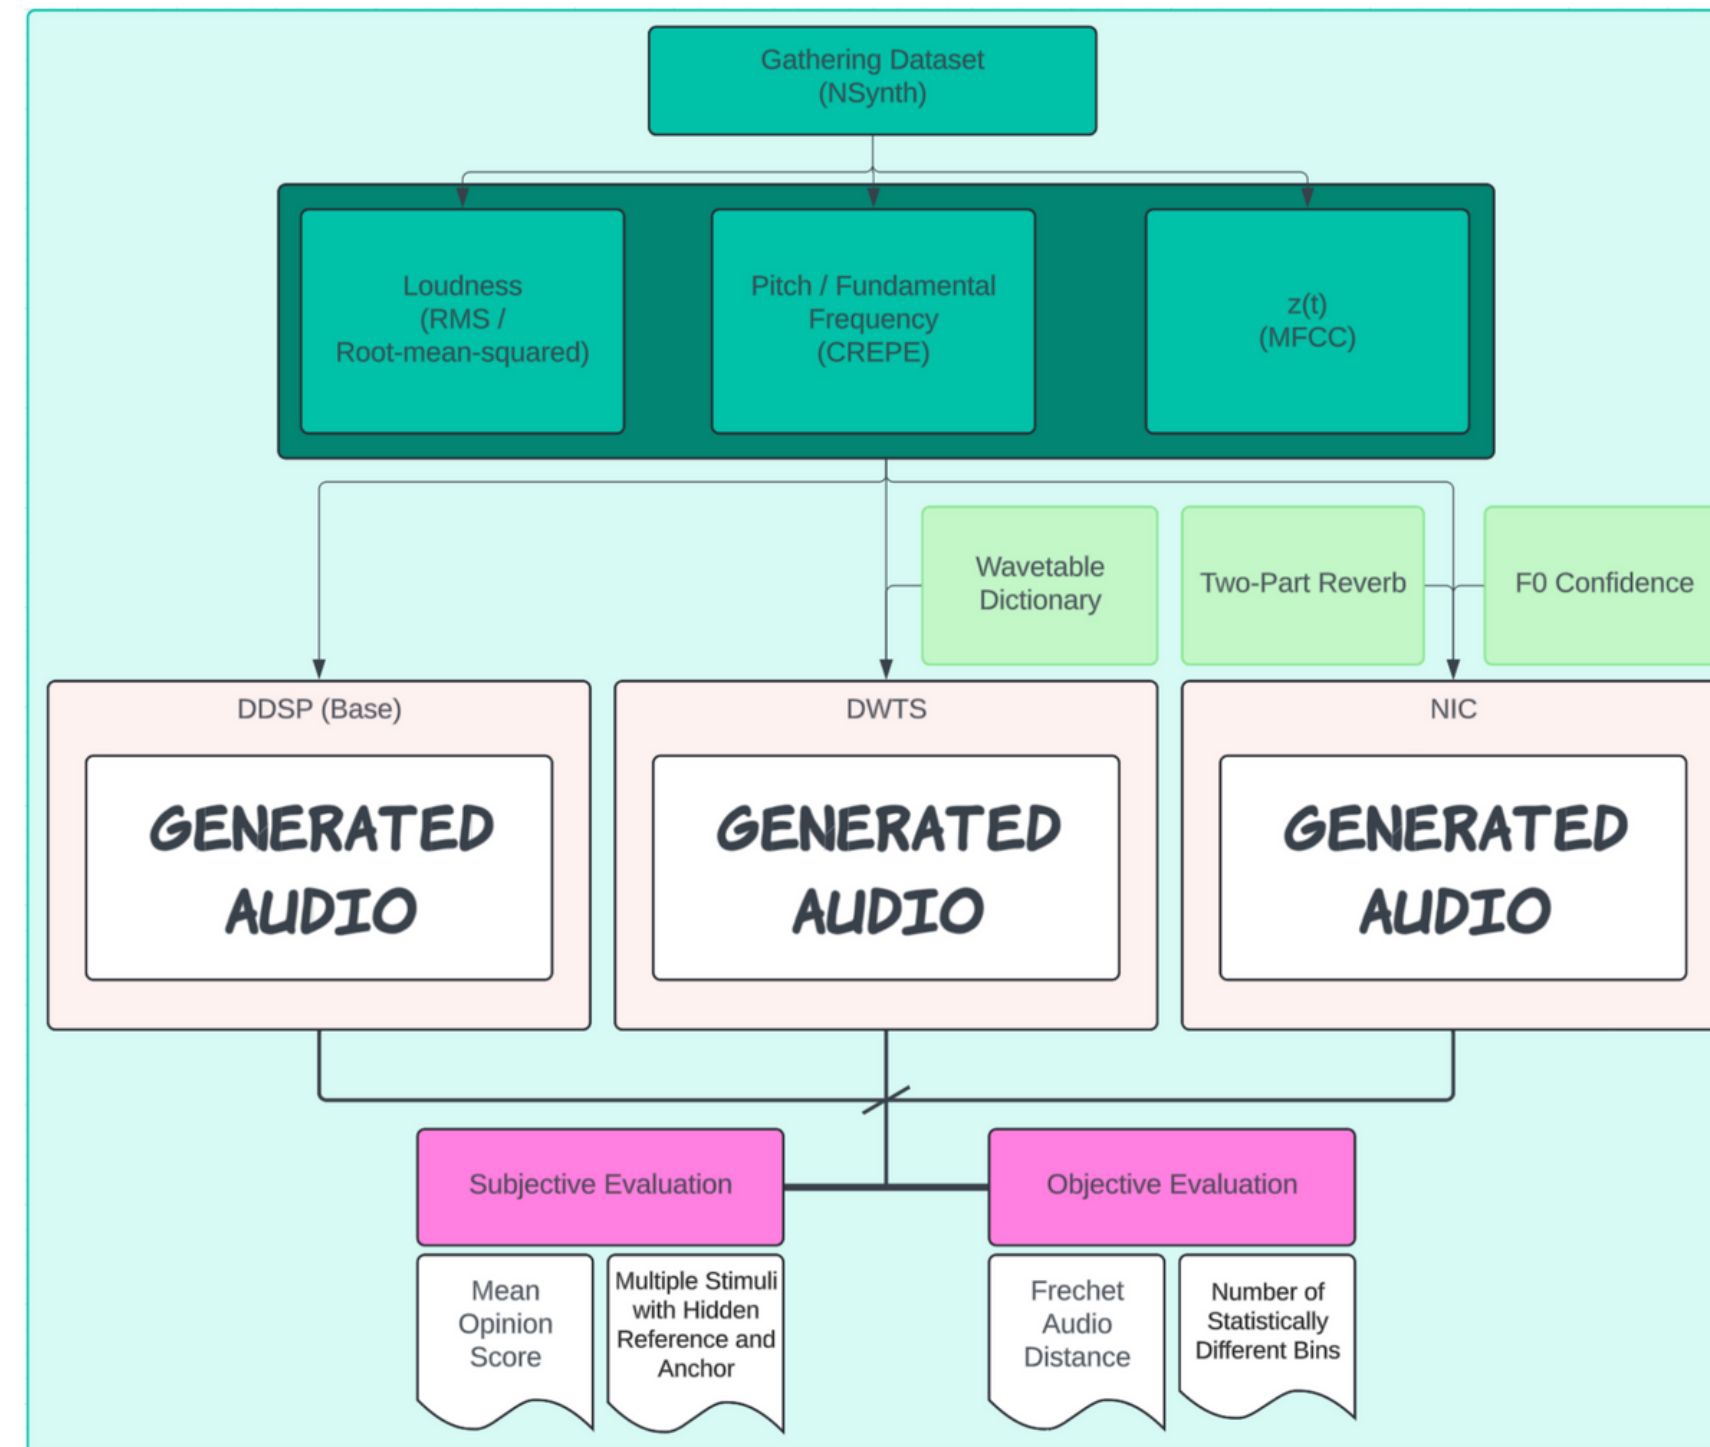 Gathering Dataset
(NSynth)
Loudness
(RMS /
Root-mean-squared)
Pitch / Fundamental
Frequency
(CREPE)
z(t)
(MFCC)
Wavetable
Dictionary
Two-Part Reverb
F0 Confidence
DDSP (Base)
GENERATED
AUDIO
DWTS
GENERATED
AUDIO
NIC
GENERATED
AUDIO
Subjective Evaluation
Objective Evaluation
Mean
Opinion
Score
Multiple Stimuli
with Hidden
Reference and
Anchor
Frechet
Audio
Distance
Number of
Statistically
Different Bins